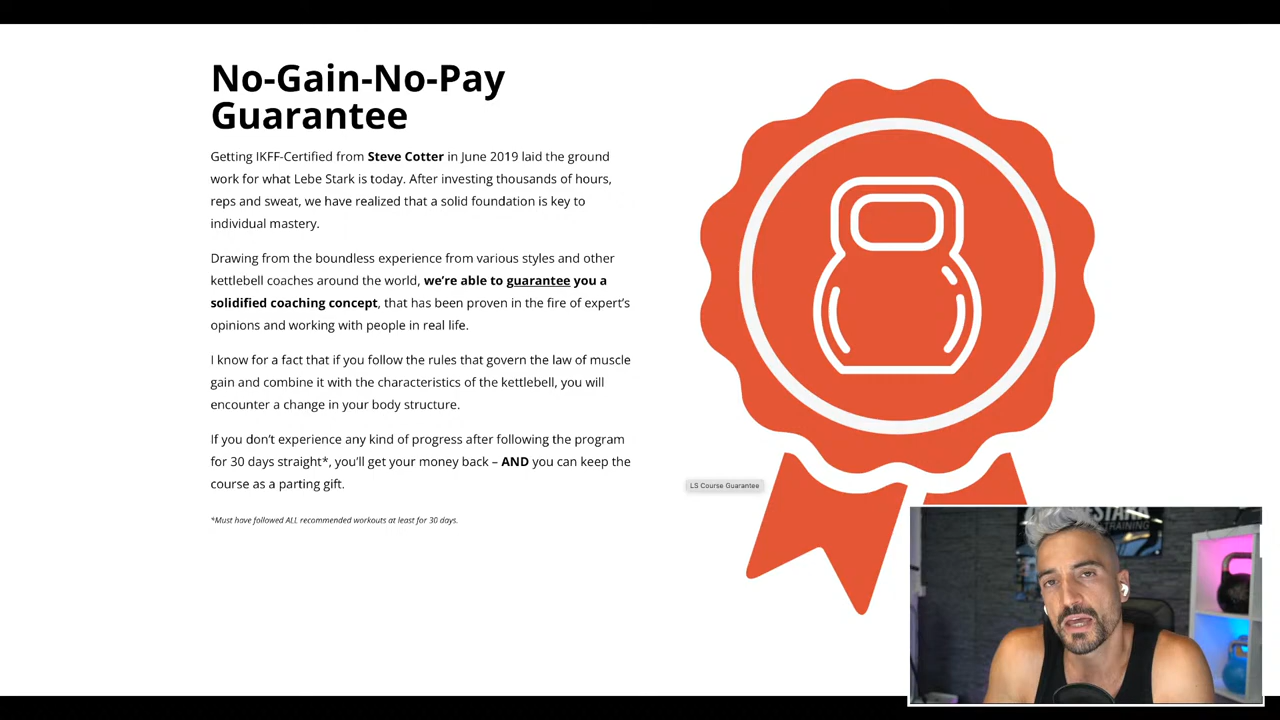 No-Gain-No-Pay
Guarantee
Getting IKFF-Certified from Steve Cotter in June 2019 laid the ground
work for what Lebe Stark is today. After investing thousands of hours,
reps and sweat, we have realized that a solid foundation is key to
individual mastery.
Drawing from the boundless experience from various styles and other
kettlebell coaches around the world, we’re able to guarantee you a
solidified coaching concept, that has been proven in the fire of expert’s
opinions and working with people in real life.
I know for a fact that if you follow the rules that govern the law of muscle
gain and combine it with the characteristics of the kettlebell, you will
encounter a change in your body structure.
If you don’t experience any kind of progress after following the program
for 30 days straight*, you’ll get your money back – AND you can keep the
course as a parting gift.
*Must have followed ALL recommended workouts at least for 30 days.
LS Course Guarantee
TRAINING